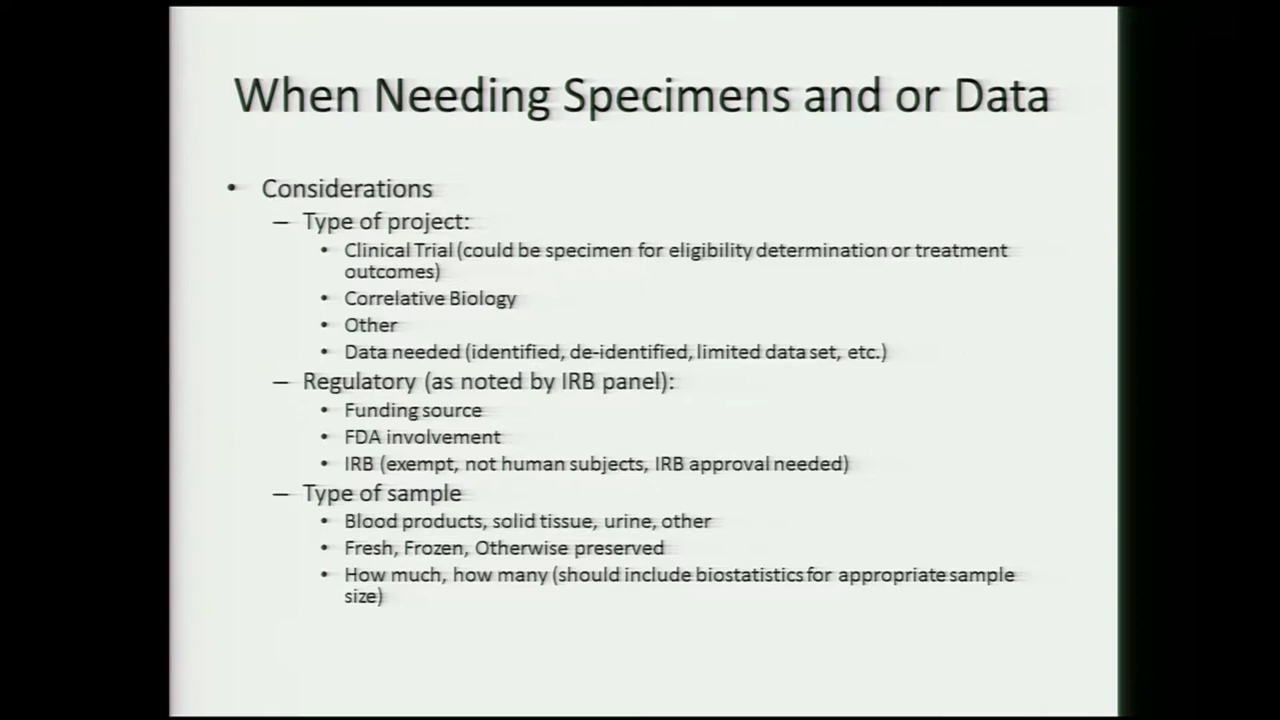 When Needing Specimens and or Data
• Considerations
– Type of project:
• Clinical Trial (could be specimen for eligibility determination or treatment
outcomes)
• Correlative Biology
• Other
• Data needed (identified, de-identified, limited data set, etc.)
– Regulatory (as noted by IRB panel):
• Funding source
• FDA involvement
• IRB (exempt, not human subjects, IRB approval needed)
– Type of sample
• Blood products, solid tissue, urine, other
• Fresh, Frozen, Otherwise preserved
• How much, how many (should include biostatistics for appropriate sample
size)